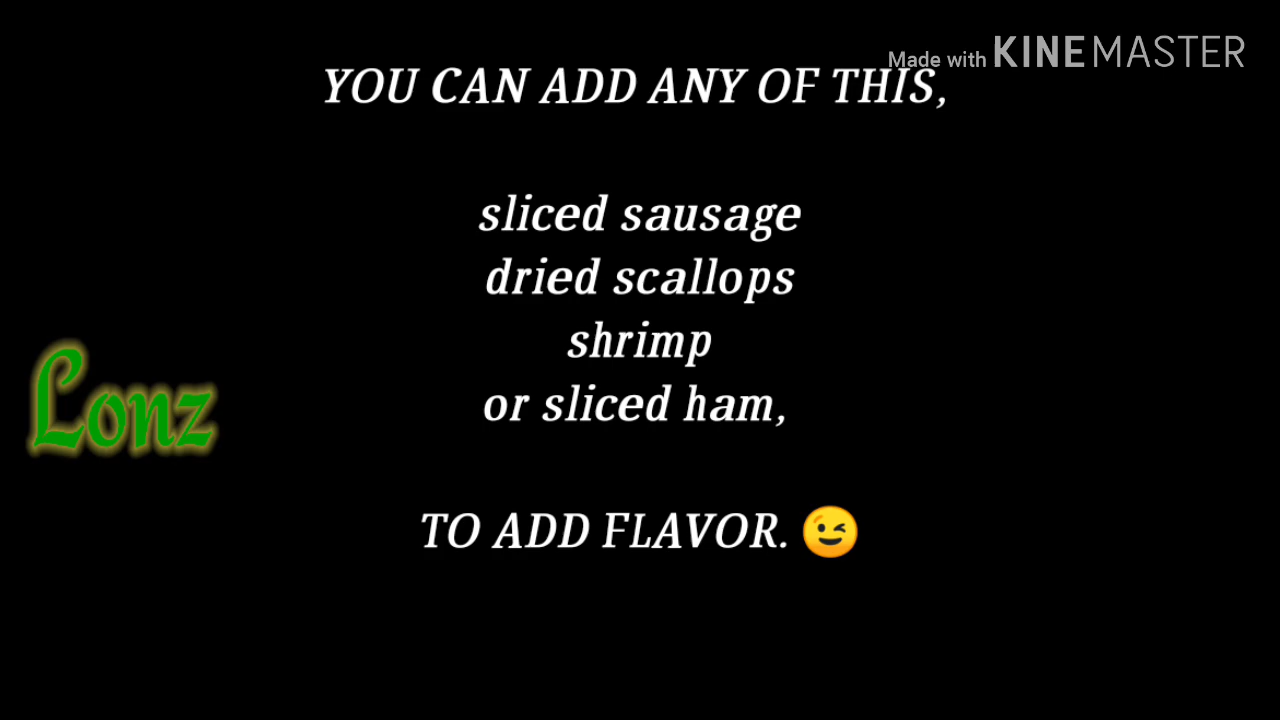 Made with KINEMASTER
YOU CAN ADD ANY OF THIS,
sliced sausage
dried scallops
shrimp
or sliced ham,
Lonz
TO ADD FLAVOR. 😉